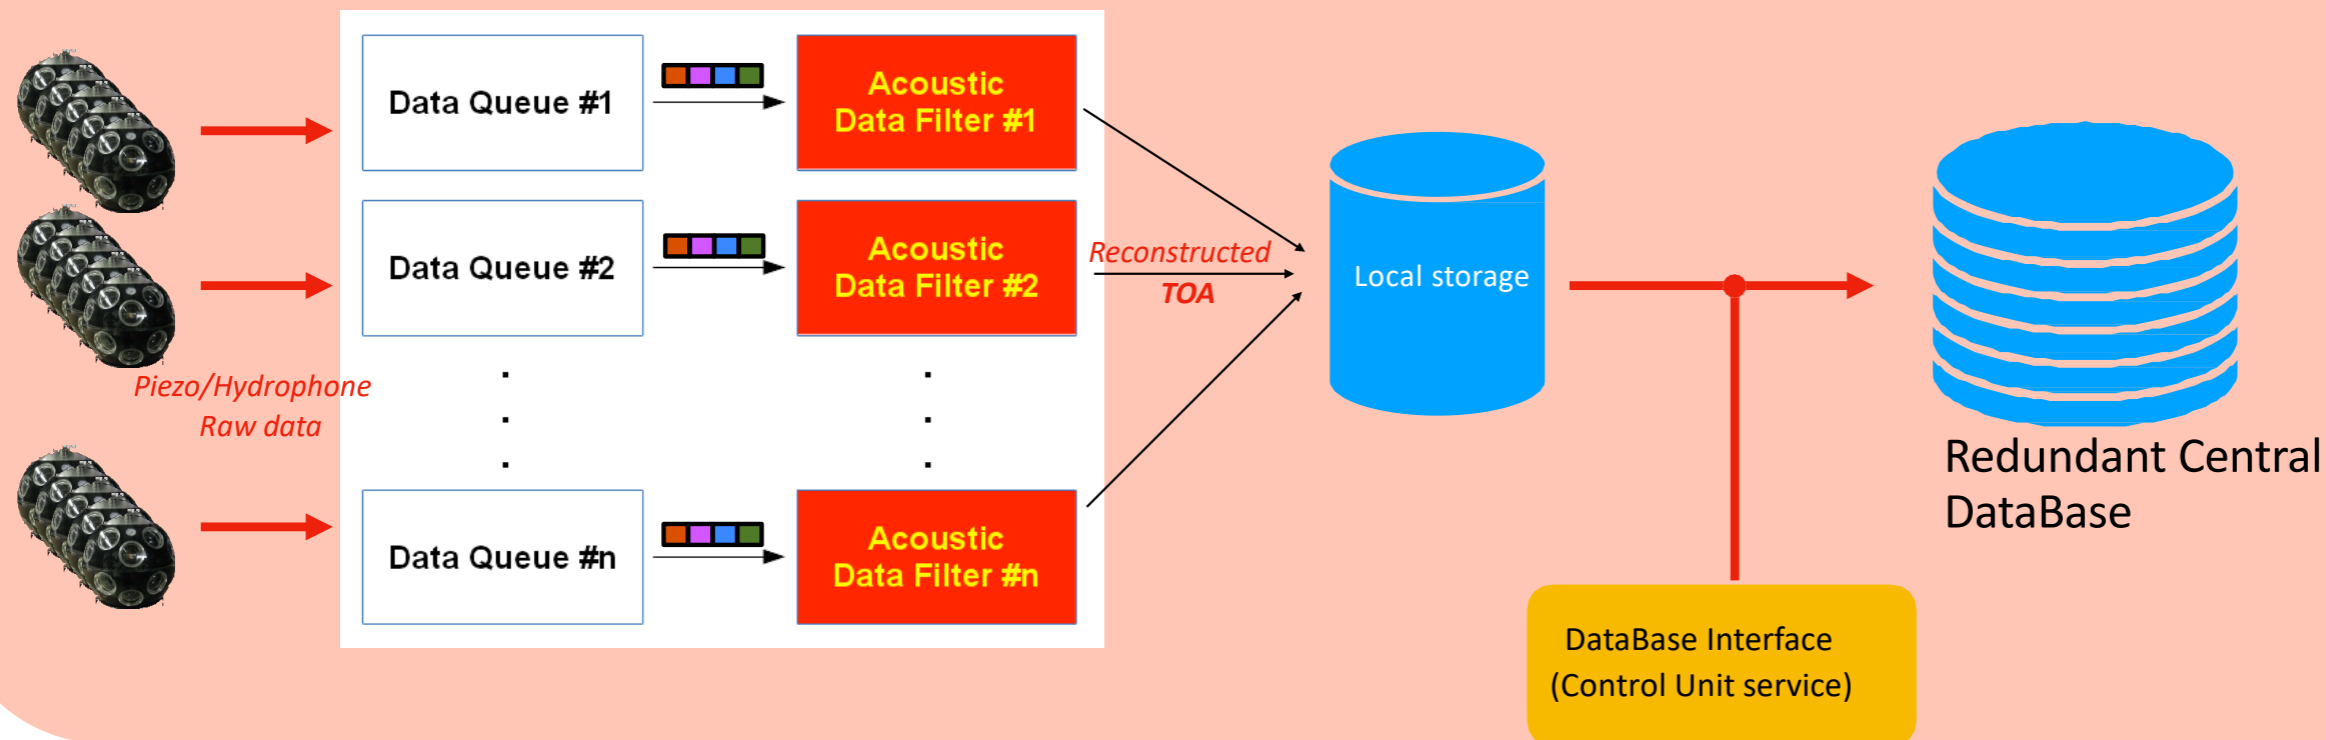 Data Queue #1
Acoustic
Data Filter #1
Data Queue #2
Acoustic
Data Filter #2
Reconstructed
TOA
Local storage
Piezo/Hydrophone
Raw data
.
.
.
.
.
.
Data Queue #n
Acoustic
Data Filter #n
Redundant Central
DataBase
DataBase Interface
(Control Unit service)